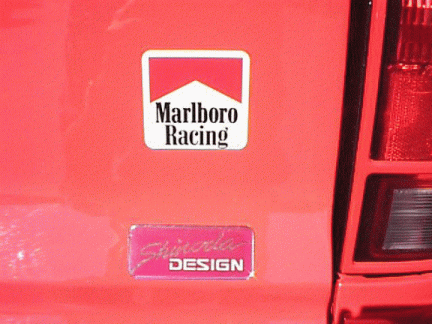 Marlboro
Racing
Shinoda
DESIGN